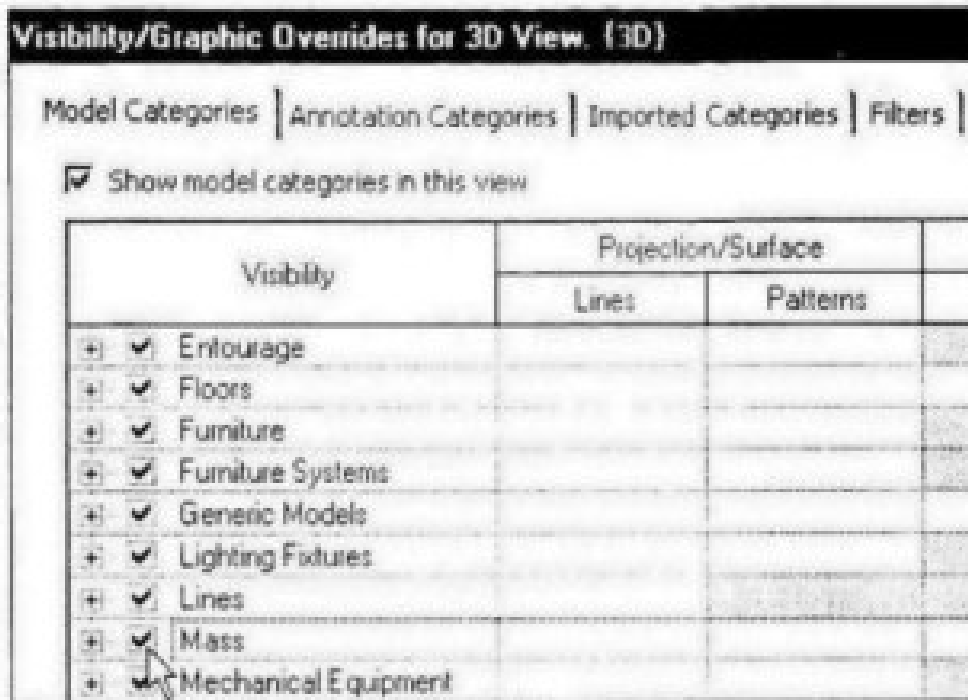 Visibility/Graphic Overrides for 3D View. {3D}
Model Categories | Annotation Categories | Imported Categories | Filters |
Show model categories in this view
Visibility
Projection/Surface
Lines
Patterns
Entourage
Floors
Furniture
Furniture Systems
Generic Models
Lighting Fixtures
Lines
Mass
Mechanical Equipment